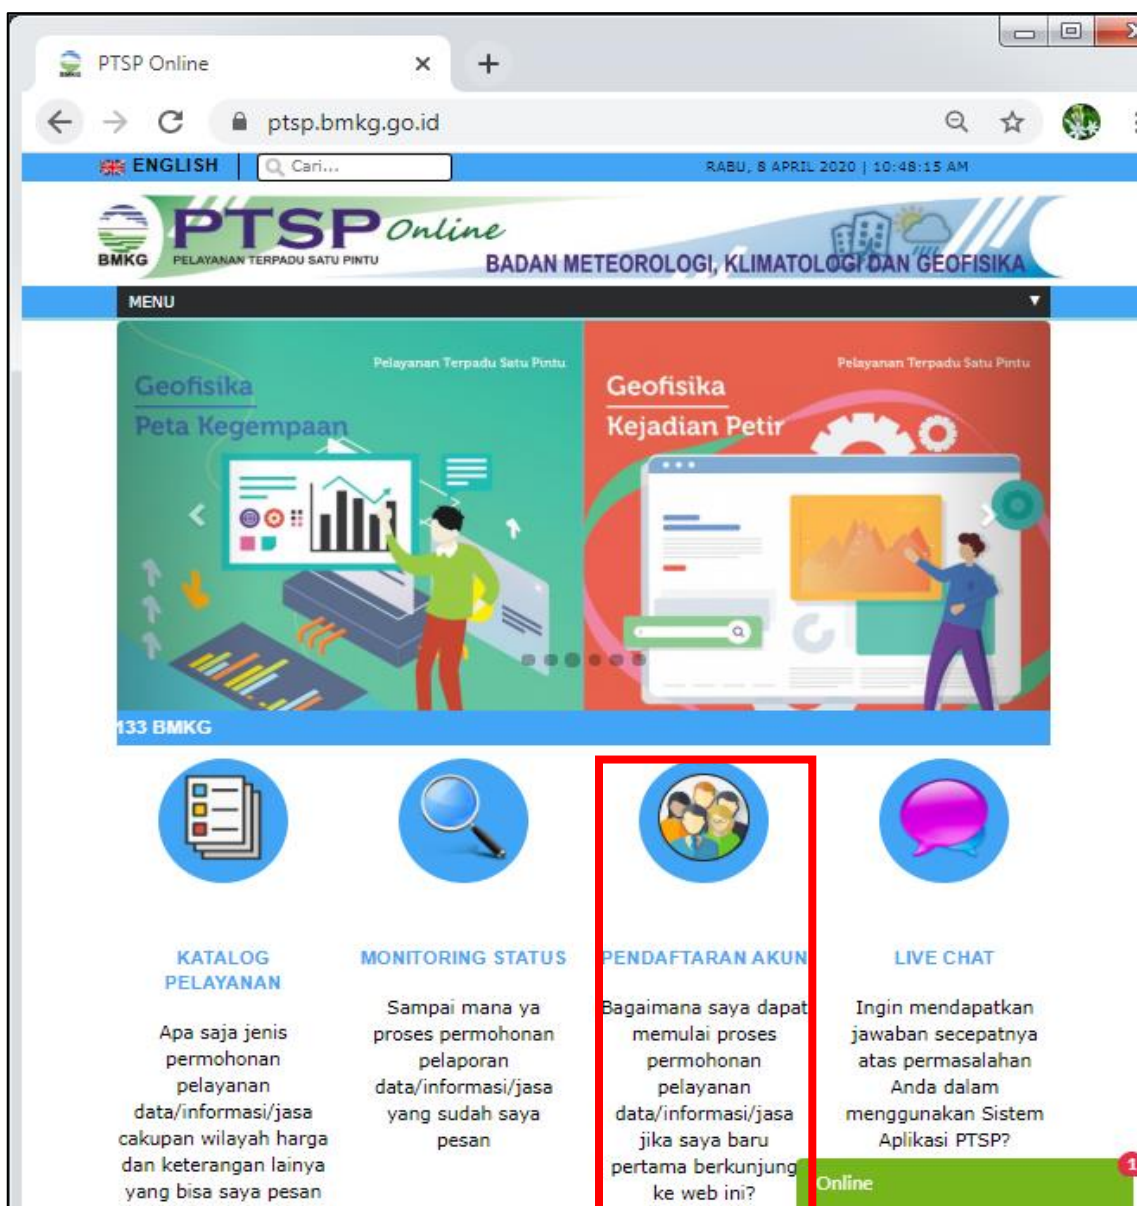 PTSP Online
ptsp.bmkg.go.id
ENGLISH
Cari...
RABU, 8 APRIL 2020 | 10:48:15 AM
BMKG
PTSP Online
PELAYANAN TERPADU SATU PINTU
BADAN METEOROLOGI, KLIMATOLOGI DAN GEOFISIKA
MENU
Pelayanan Terpadu Satu Pintu
Geofisika
Peta Kegempaan
Pelayanan Terpadu Satu Pintu
Geofisika
Kejadian Petir
133 BMKG
KATALOG
PELAYANAN
Apa saja jenis
permohonan
pelayanan
data/informasi/jasa
cakupan wilayah harga
dan keterangan lainya
yang bisa saya pesan
MONITORING STATUS
Sampai mana ya
proses permohonan
pelaporan
data/informasi/jasa
yang sudah saya
pesan
PENDAFTARAN AKUN
Bagaimana saya dapat
memulai proses
permohonan
pelayanan
data/informasi/jasa
jika saya baru
pertama berkunjung
ke web ini?
LIVE CHAT
Ingin mendapatkan
jawaban secepatnya
atas permasalahan
Anda dalam
menggunakan Sistem
Aplikasi PTSP?
Online
1